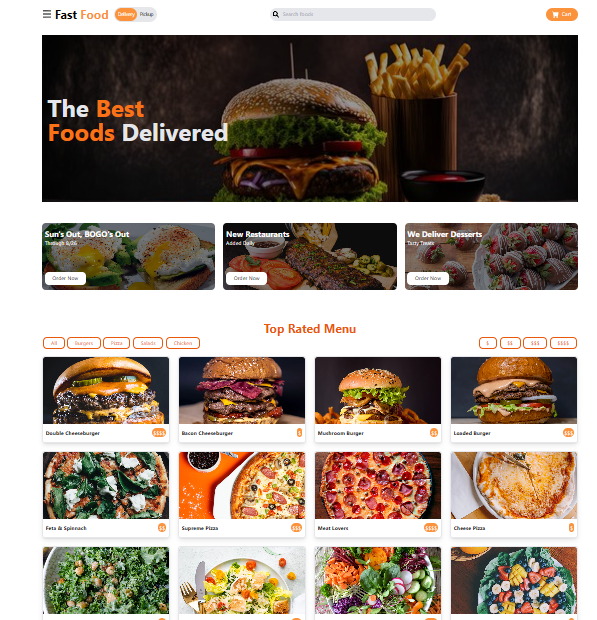 Fast Food
Delivery Pickup
Search foods
Cart
The Best
Foods Delivered
Sun's Out, BOGO's Out
Through 8/26
Order Now
New Restaurants
Added Daily
Order Now
We Deliver Desserts
Tasty Treats
Order Now
Top Rated Menu
All Burgers Pizza Salads Chicken
$ $$ $$$ $$$$
Double Cheeseburger $$$$
Bacon Cheeseburger $
Mushroom Burger $$
Loaded Burger $$$
Feta & Spinnach $$
Supreme Pizza $$$
Meat Lovers $$$$
Cheese Pizza $